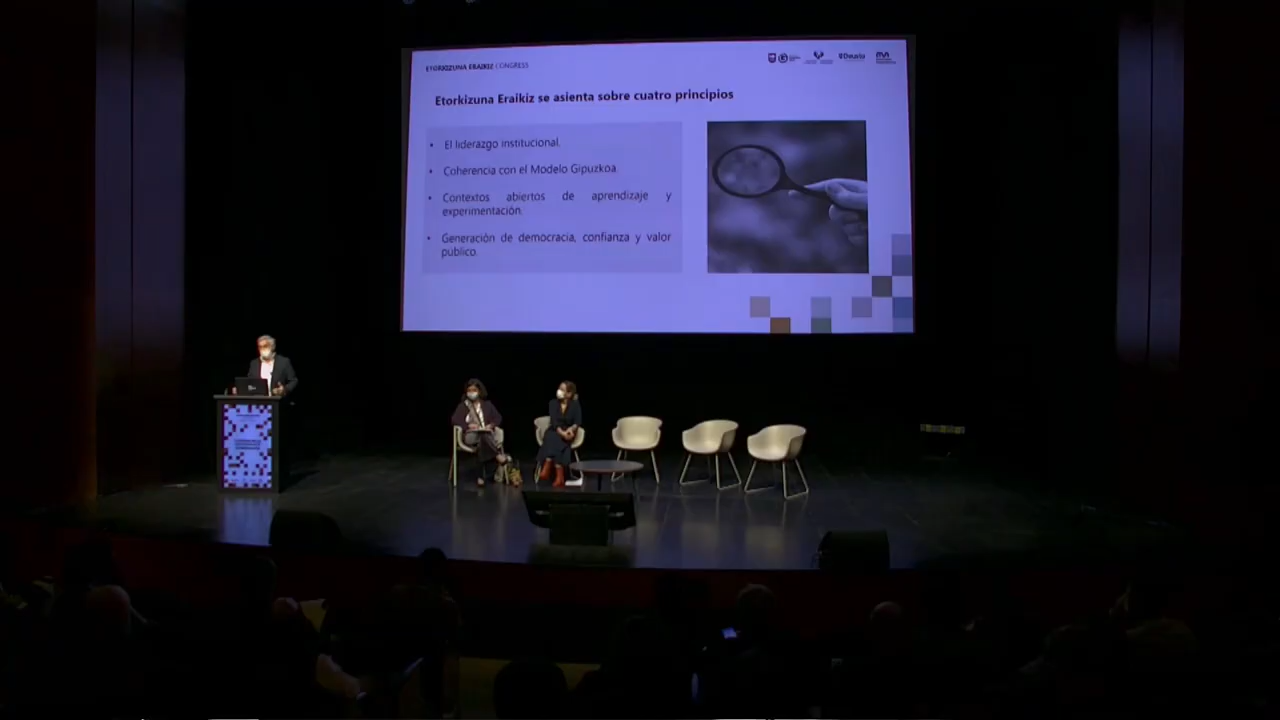 ETORKIZUNA ERAIKIZ CONGRESS
Deusto
Etorkizuna Eraikiz se asienta sobre cuatro principios
• El liderazgo institucional.
• Coherencia con el Modelo Gipuzkoa.
• Contextos abiertos de aprendizaje y
experimentación.
• Generación de democracia, confianza y valor
público.